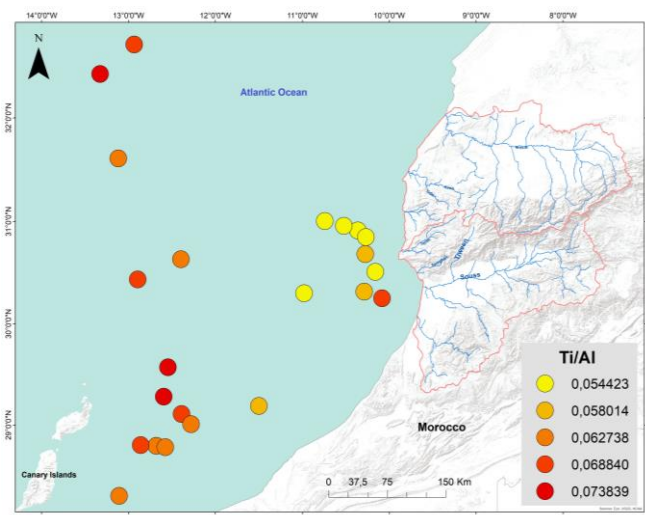 14°0'0"W 13°0'0"W 12°0'0"W 11°0'0"W 10°0'0"W 9°0'0"W 8°0'0"W
N
Atlantic Ocean
32°0'0"N
31°0'0"N
Souss
30°0'0"N
29°0'0"N
Morocco
Canary Islands
0 37,5 75 150 Km
Ti/Al
0,054423
0,058014
0,062738
0,068840
0,073839